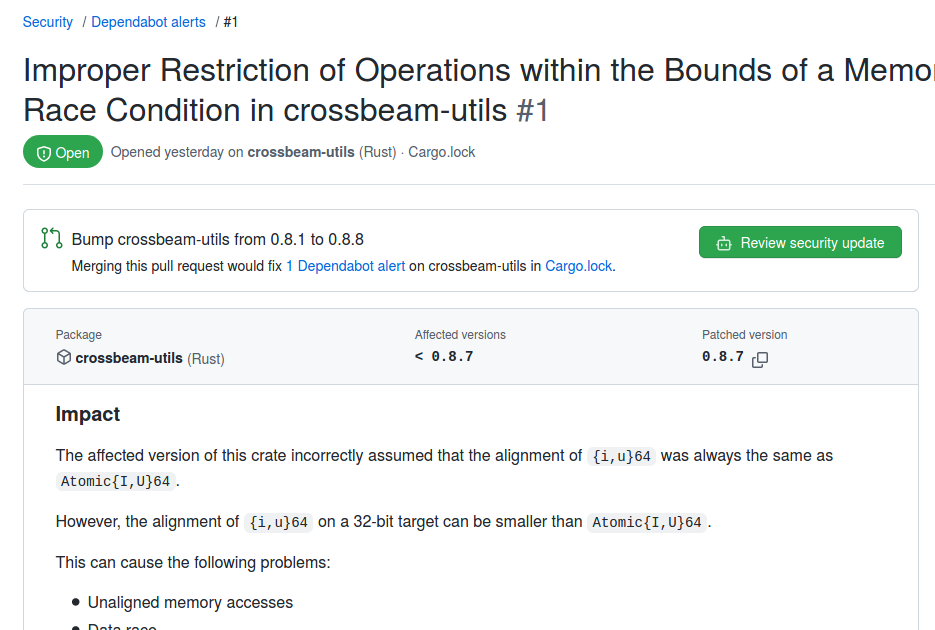 Security / Dependabot alerts / #1
Improper Restriction of Operations within the Bounds of a Memo
Race Condition in crossbeam-utils #1
Open Opened yesterday on crossbeam-utils (Rust) · Cargo.lock
Bump crossbeam-utils from 0.8.1 to 0.8.8
Review security update
Merging this pull request would fix 1 Dependabot alert on crossbeam-utils in Cargo.lock.
Package Affected versions Patched version
crossbeam-utils (Rust) < 0.8.7 0.8.7
Impact
The affected version of this crate incorrectly assumed that the alignment of {i,u}64 was always the same as
Atomic{I,U}64 .
However, the alignment of {i,u}64 on a 32-bit target can be smaller than Atomic{I,U}64 .
This can cause the following problems:
• Unaligned memory accesses
• Data race